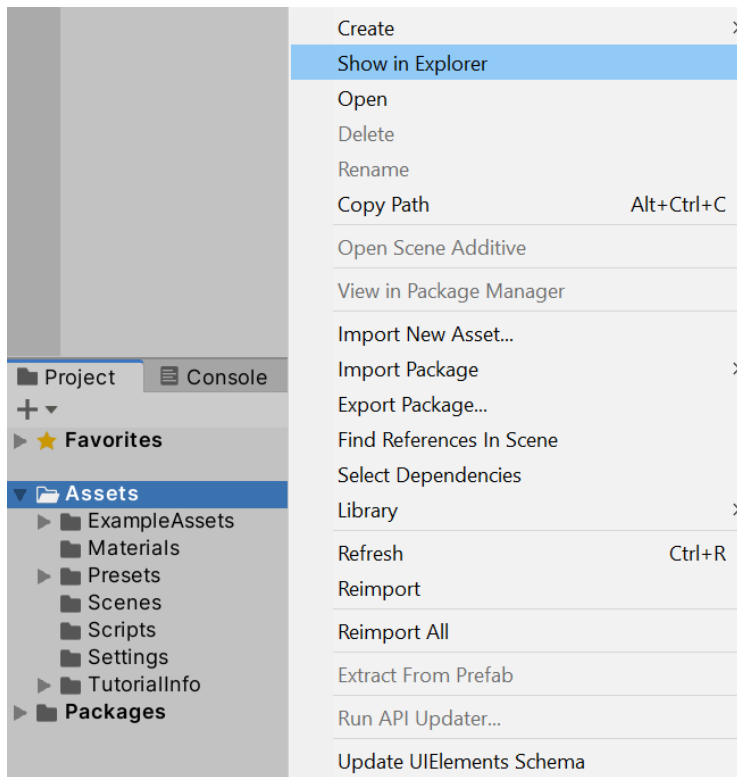 Create
Show in Explorer
Open
Delete
Rename
Copy Path Alt+Ctrl+C
Open Scene Additive
View in Package Manager
Import New Asset...
Import Package
Export Package...
Find References In Scene
Select Dependencies
Library
Refresh Ctrl+R
Reimport
Reimport All
Extract From Prefab
Run API Updater...
Update UIElements Schema
Project Console
Favorites
Assets
ExampleAssets
Materials
Presets
Scenes
Scripts
Settings
TutorialInfo
Packages